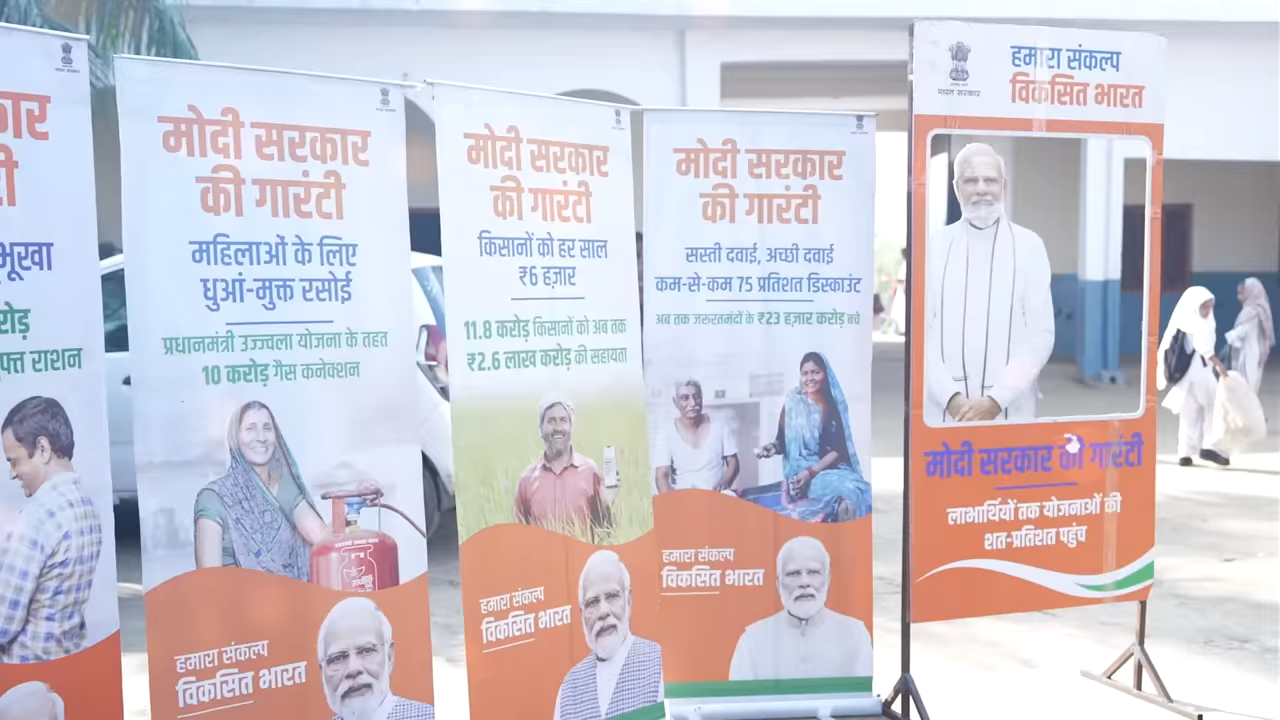 भूखा
मोदी सरकार
की गारंटी
महिलाओं के लिए
धुआं-मुक्त रसोई
प्रधानमंत्री उज्ज्वला योजना के तहत
10 करोड़ गैस कनेक्शन
हमारा संकल्प
विकसित भारत
मोदी सरकार
की गारंटी
किसानों को हर साल
₹6 हज़ार
11.8 करोड़ किसानों को अब तक
₹2.6 लाख करोड़ की सहायता
हमारा संकल्प
विकसित भारत
मोदी सरकार
की गारंटी
सस्ती दवाई, अच्छी दवाई
कम-से-कम 75 प्रतिशत डिस्काउंट
अब तक जरूरतमंदों के ₹23 हज़ार करोड़ बचे
हमारा संकल्प
विकसित भारत
भारत सरकार
हमारा संकल्प
विकसित भारत
मोदी सरकार की गारंटी
लाभार्थियों तक योजनाओं की
शत-प्रतिशत पहुंच